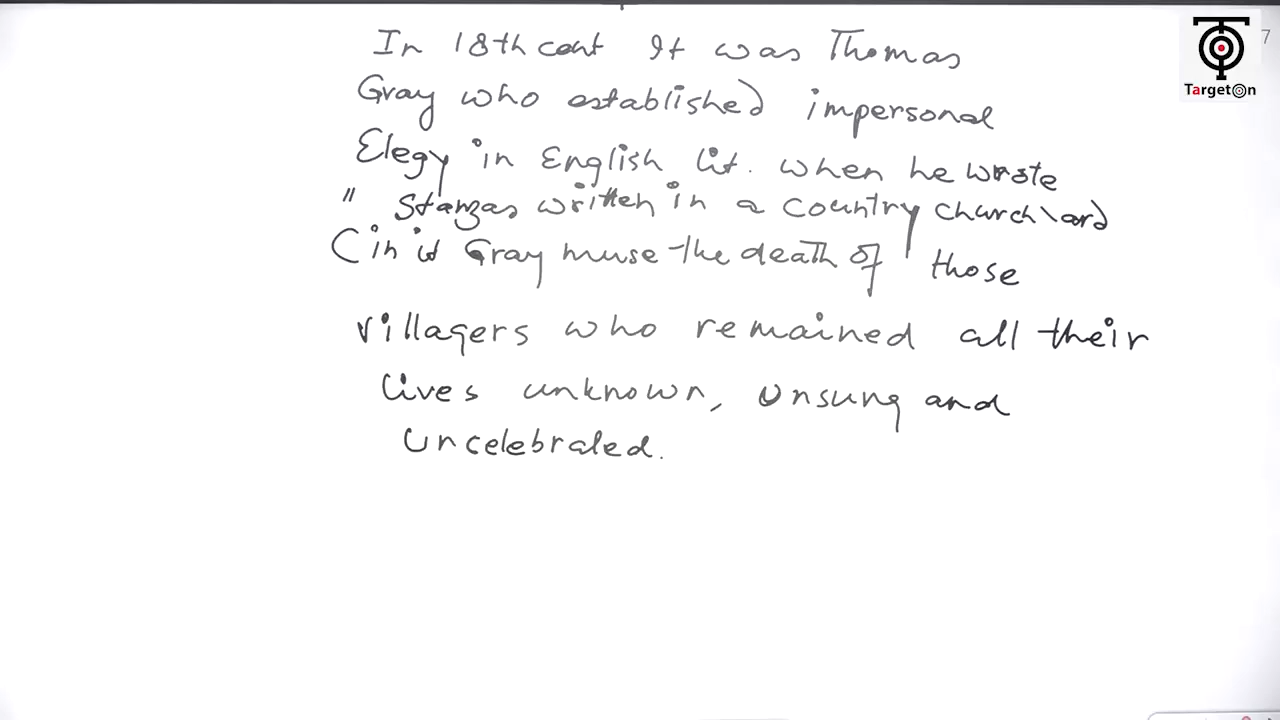 In 18th cent It was Thomas
Gray who established impersonal
Elegy in English lit. when he wrote
" Stanzas written in a country churchyard
(in it Gray muse the death of those
villagers who remained all their
lives unknown, unsung and
uncelebrated.
TargetOn
7